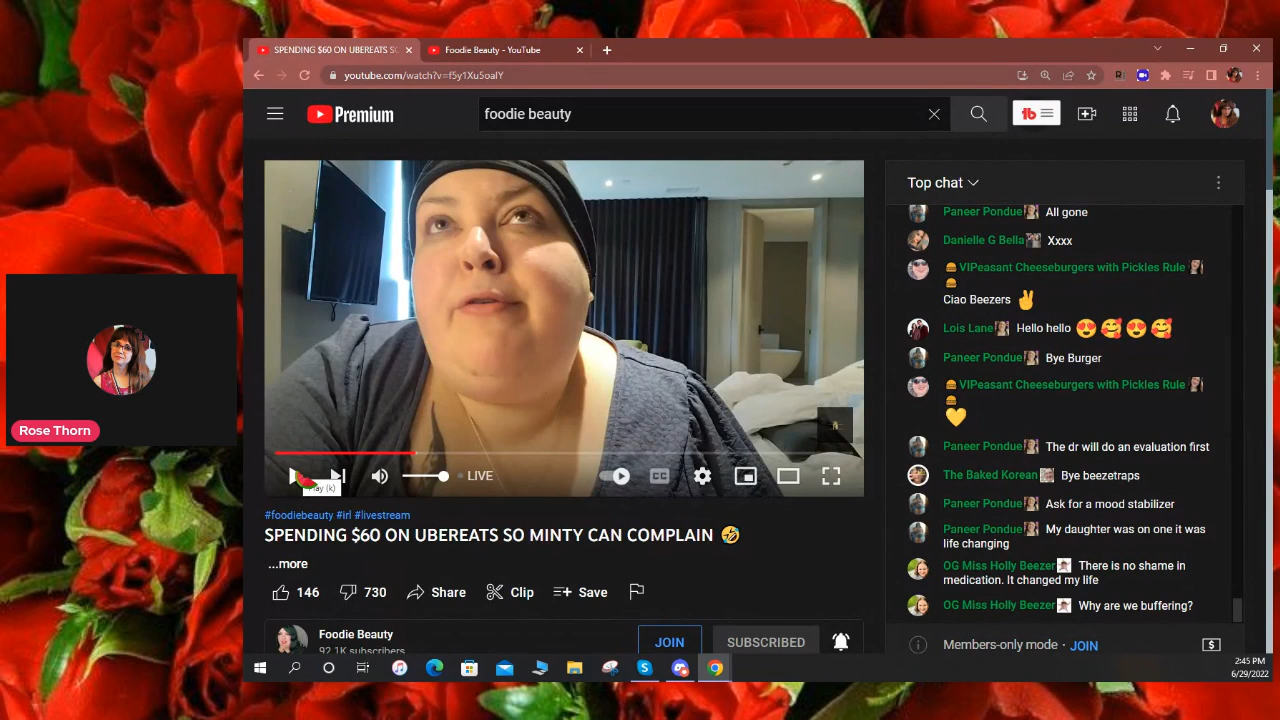 SPENDING $60 ON UBEREATS SO
Foodie Beauty - YouTube
youtube.com/watch?v=f5y1Xu5oalY
Premium
foodie beauty
Top chat
Paneer Pondue All gone
Danielle G Bella Xxxx
VIPeasant Cheeseburgers with Pickles Rule
Ciao Beezers
Lois Lane Hello hello
Paneer Pondue Bye Burger
VIPeasant Cheeseburgers with Pickles Rule
Paneer Pondue The dr will do an evaluation first
The Baked Korean Bye beezetraps
Paneer Pondue Ask for a mood stabilizer
Paneer Pondue My daughter was on one it was
life changing
OG Miss Holly Beezer There is no shame in
medication. It changed my life
OG Miss Holly Beezer Why are we buffering?
Members-only mode · JOIN
LIVE
CC
Play (k)
#foodiebeauty #irl #livestream
SPENDING $60 ON UBEREATS SO MINTY CAN COMPLAIN 🤣
...more
146
730
Share
Clip
Save
Foodie Beauty
92.1K subscribers
JOIN
SUBSCRIBED
Rose Thorn
2:45 PM
6/29/2022